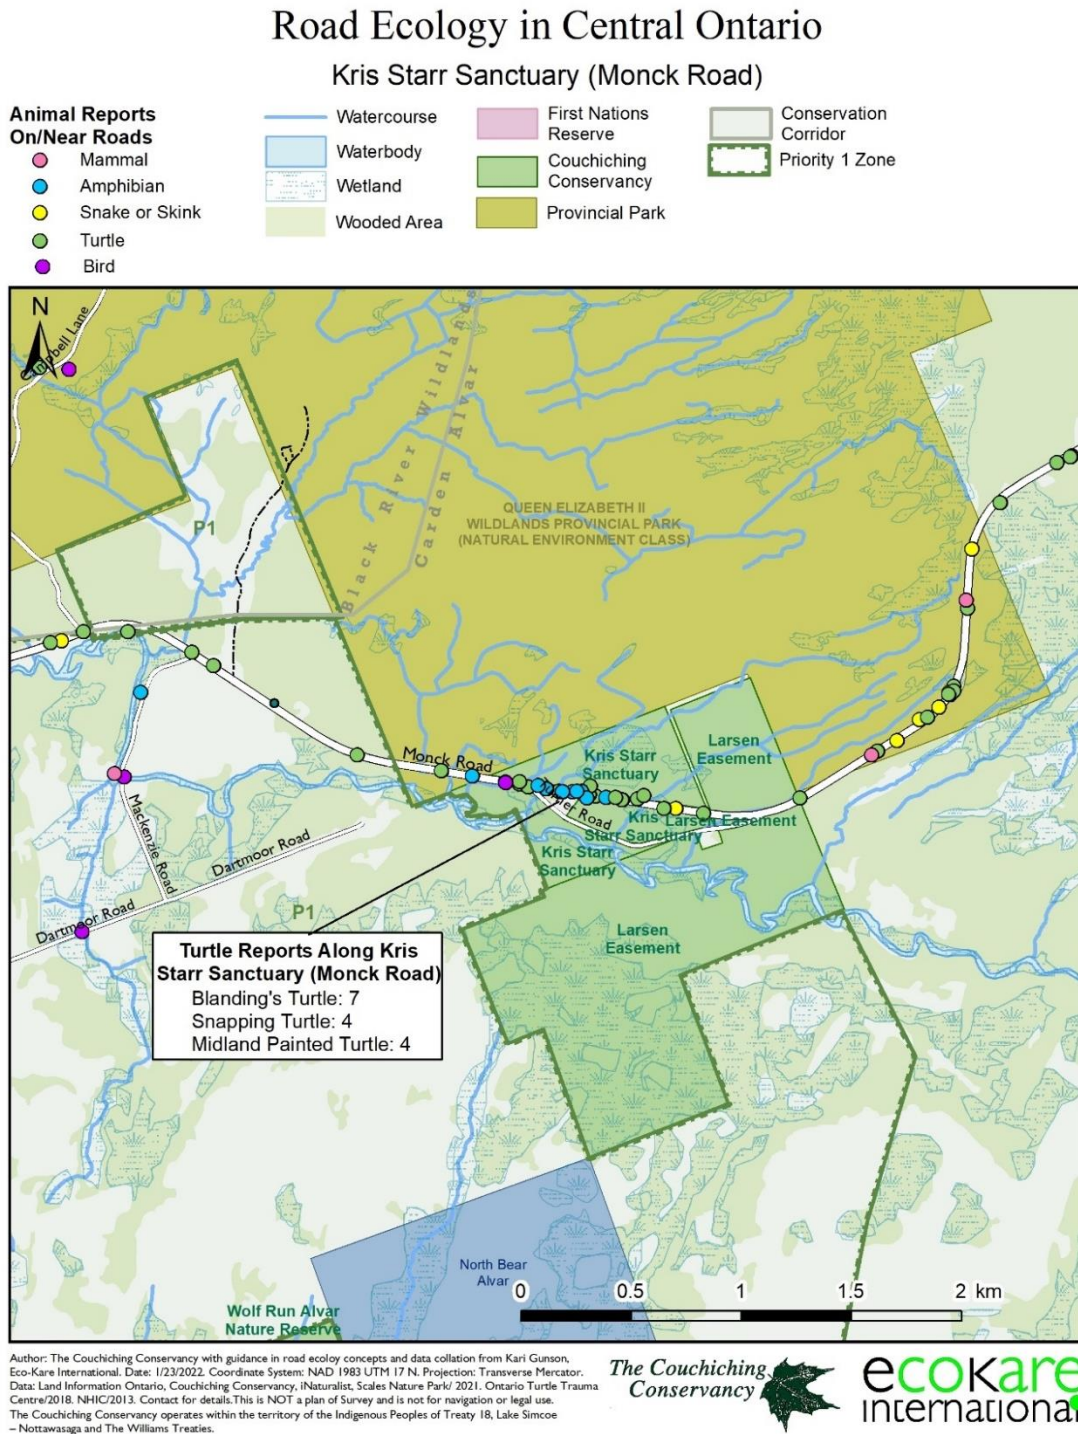 Road Ecology in Central Ontario
Kris Starr Sanctuary (Monck Road)
Animal Reports
On/Near Roads
Mammal
Amphibian
Snake or Skink
Turtle
Bird
Watercourse
Waterbody
Wetland
Wooded Area
First Nations
Reserve
Couchiching
Conservancy
Provincial Park
Conservation
Corridor
Priority 1 Zone
N
Campbell Lane
Black River Wildlands
Carden Alvar
QUEEN ELIZABETH II
WILDLANDS PROVINCIAL PARK
(NATURAL ENVIRONMENT CLASS)
P1
Monck Road
Kris Starr
Sanctuary
Larsen
Easement
Road
Kris
Starr Sanctuary
Larsen Easement
Kris Starr
Sanctuary
Mackenzie Road
Dartmoor Road
Dartmoor Road
P1
Larsen
Easement
Turtle Reports Along Kris
Starr Sanctuary (Monck Road)
Blanding's Turtle: 7
Snapping Turtle: 4
Midland Painted Turtle: 4
North Bear
Alvar
0 0.5 1 1.5 2 km
Wolf Run Alvar
Nature Reserve
Author: The Couchiching Conservancy with guidance in road ecoloy concepts and data collation from Kari Gunson,
Eco-Kare International. Date: 1/23/2022. Coordinate System: NAD 1983 UTM 17 N. Projection: Transverse Mercator.
Data: Land Information Ontario, Couchiching Conservancy, iNaturalist, Scales Nature Park/ 2021. Ontario Turtle Trauma
Centre/2018. NHIC/2013. Contact for details.This is NOT a plan of Survey and is not for navigation or legal use.
The Couchiching Conservancy operates within the territory of the Indigenous Peoples of Treaty 18, Lake Simcoe
– Nottawasaga and The Williams Treaties.
The Couchiching
Conservancy
ecokare
international